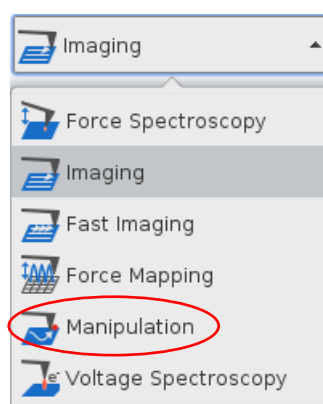 Imaging
Force Spectroscopy
Imaging
Fast Imaging
Force Mapping
Manipulation
e⁻ Voltage Spectroscopy